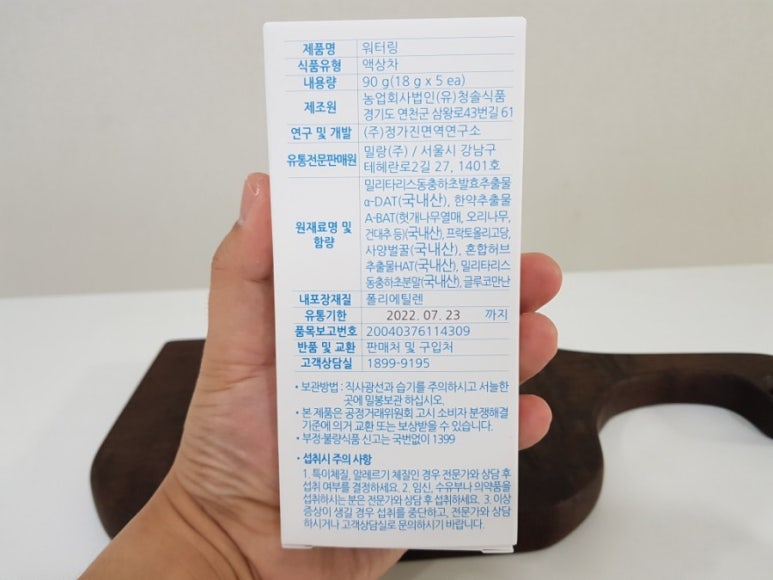 제품명 워터링
식품유형 액상차
내용량 90 g(18 g x 5 ea)
제조원 농업회사법인(유)청솔식품
경기도 연천군 삼왕로43번길 61
연구 및 개발 (주)정가진면역연구소
유통전문판매원 밀랑(주) / 서울시 강남구
테헤란로2길 27, 1401호
원재료명 및 함량 밀리타리스동충하초발효추출물
α-DAT(국내산), 한약추출물
A-BAT(헛개나무열매, 오리나무,
건대추 등)(국내산), 프락토올리고당,
사양벌꿀(국내산), 혼합허브
추출물HAT(국내산), 밀리타리스
동충하초분말(국내산), 글루코만난
내포장재질 폴리에틸렌
유통기한 2022. 07. 23 까지
품목보고번호 20040376114309
반품 및 교환 판매처 및 구입처
고객상담실 1899-9195
• 보관방법 : 직사광선과 습기를 주의하시고 서늘한
곳에 밀봉보관 하십시오.
• 본 제품은 공정거래위원회 고시 소비자 분쟁해결
기준에 의거 교환 또는 보상받을 수 있습니다.
• 부정·불량식품 신고는 국번없이 1399
• 섭취시 주의 사항
1. 특이체질, 알레르기 체질인 경우 전문가와 상담 후
섭취 여부를 결정하세요. 2. 임신, 수유부나 의약품을
섭취하시는 분은 전문가와 상담 후 섭취하세요. 3. 이상
증상이 생길 경우 섭취를 중단하고, 전문가와 상담
하시거나 고객상담실로 문의하시기 바랍니다.